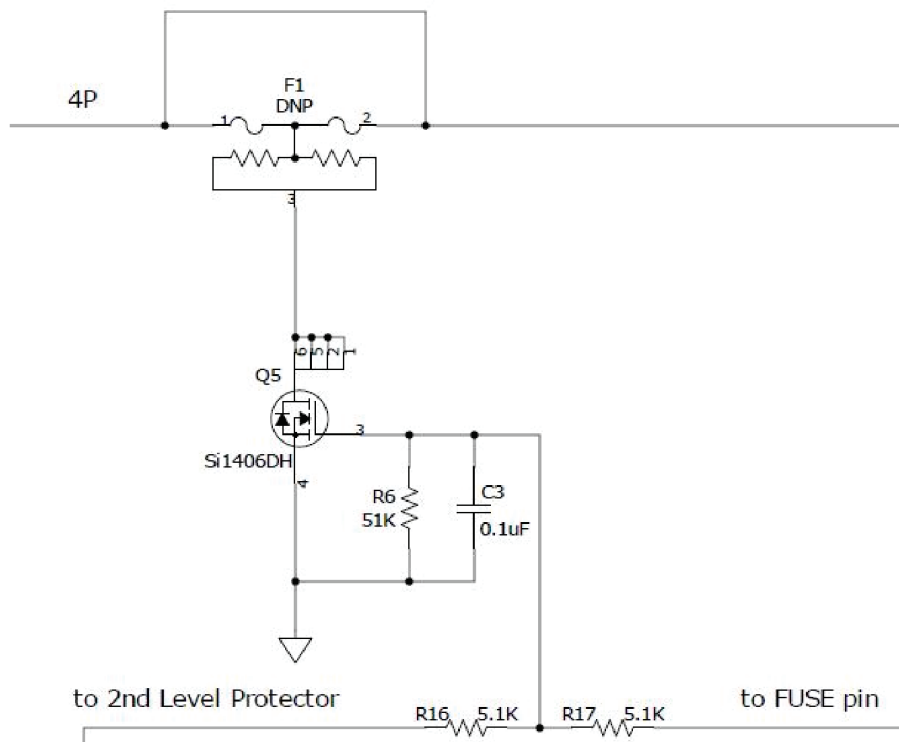 F1
4P
DNP
1
2
3
6
5
2
1
Q5
3
Si1406DH
4
R6
51K
C3
0.1uF
to 2nd Level Protector
to FUSE pin
R16
5.1K
R17
5.1K